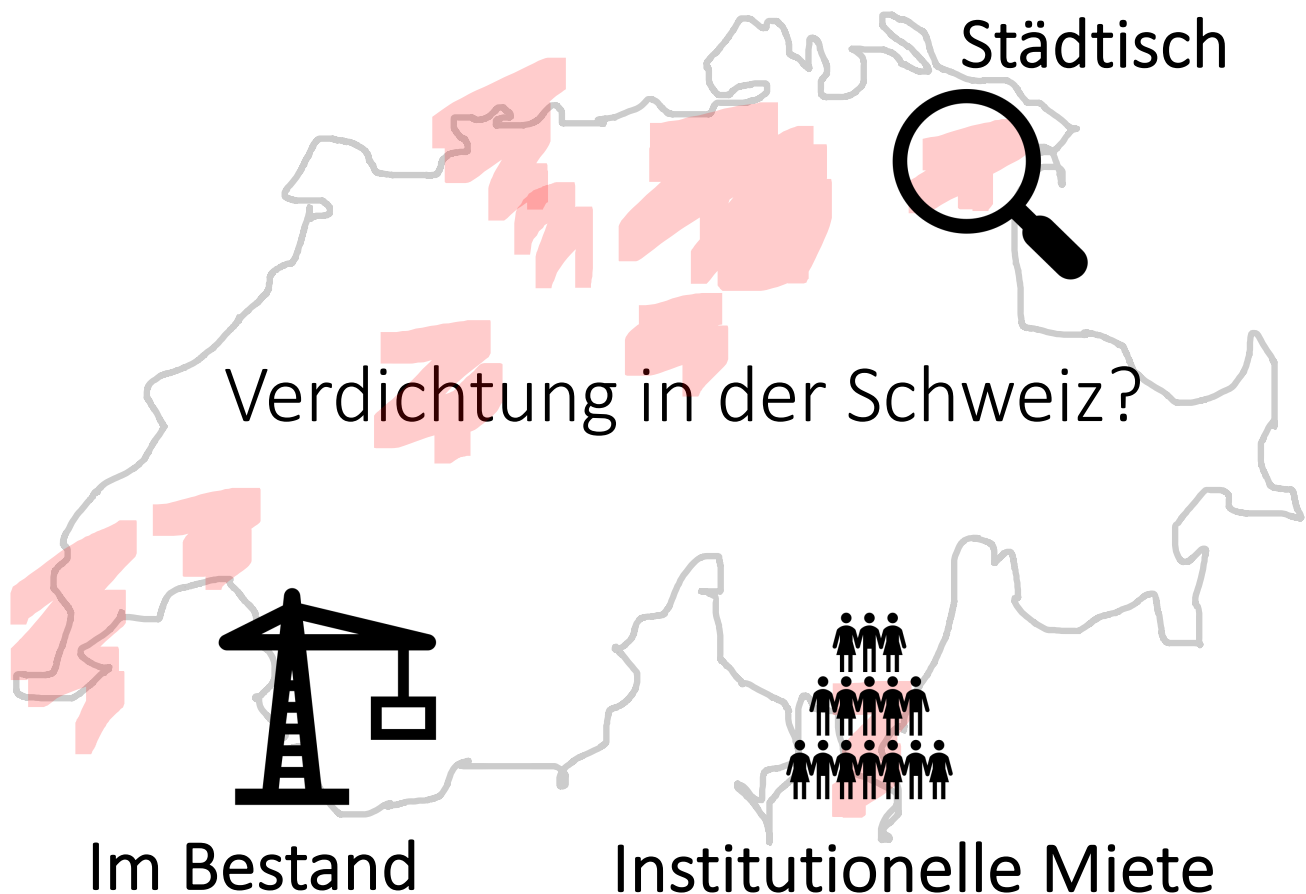 Städtisch
Verdichtung in der Schweiz?
Im Bestand
Institutionelle Miete